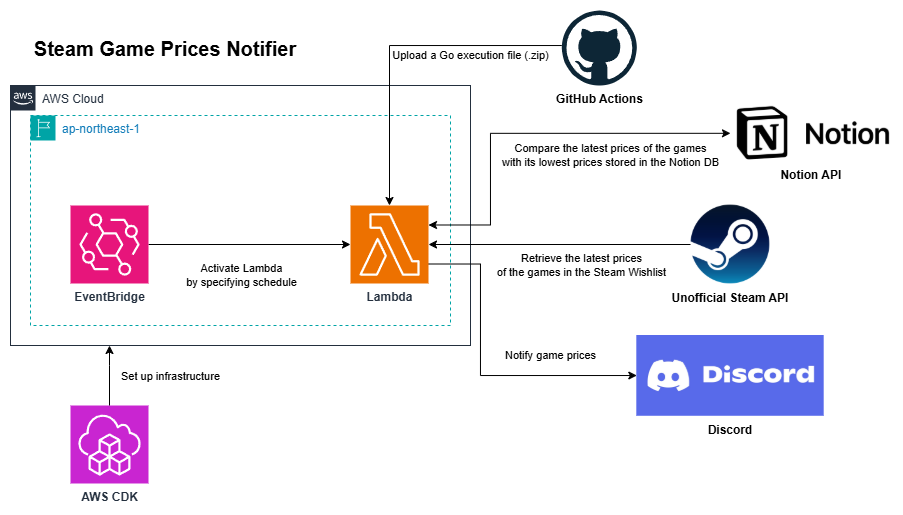 Steam Game Prices Notifier
Upload a Go execution file (.zip)
GitHub Actions
aws
AWS Cloud
ap-northeast-1
Compare the latest prices of the games
with its lowest prices stored in the Notion DB
N
Notion
Notion API
EventBridge
Activate Lambda
by specifying schedule
Lambda
Retrieve the latest prices
of the games in the Steam Wishlist
Unofficial Steam API
Notify game prices
Discord
Discord
Set up infrastructure
AWS CDK